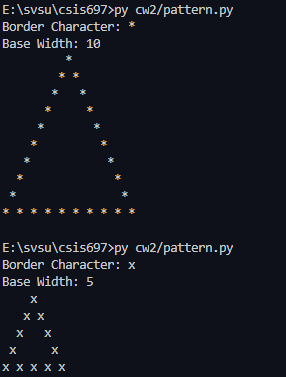 E:\svsu\csis697>py cw2/pattern.py
Border Character: *
Base Width: 10
         *
        * *
       *   *
      *     *
     *       *
    *         *
   *           *
  *             *
 *               *
* * * * * * * * * *
E:\svsu\csis697>py cw2/pattern.py
Border Character: x
Base Width: 5
    x
   x x
  x   x
 x     x
x x x x x